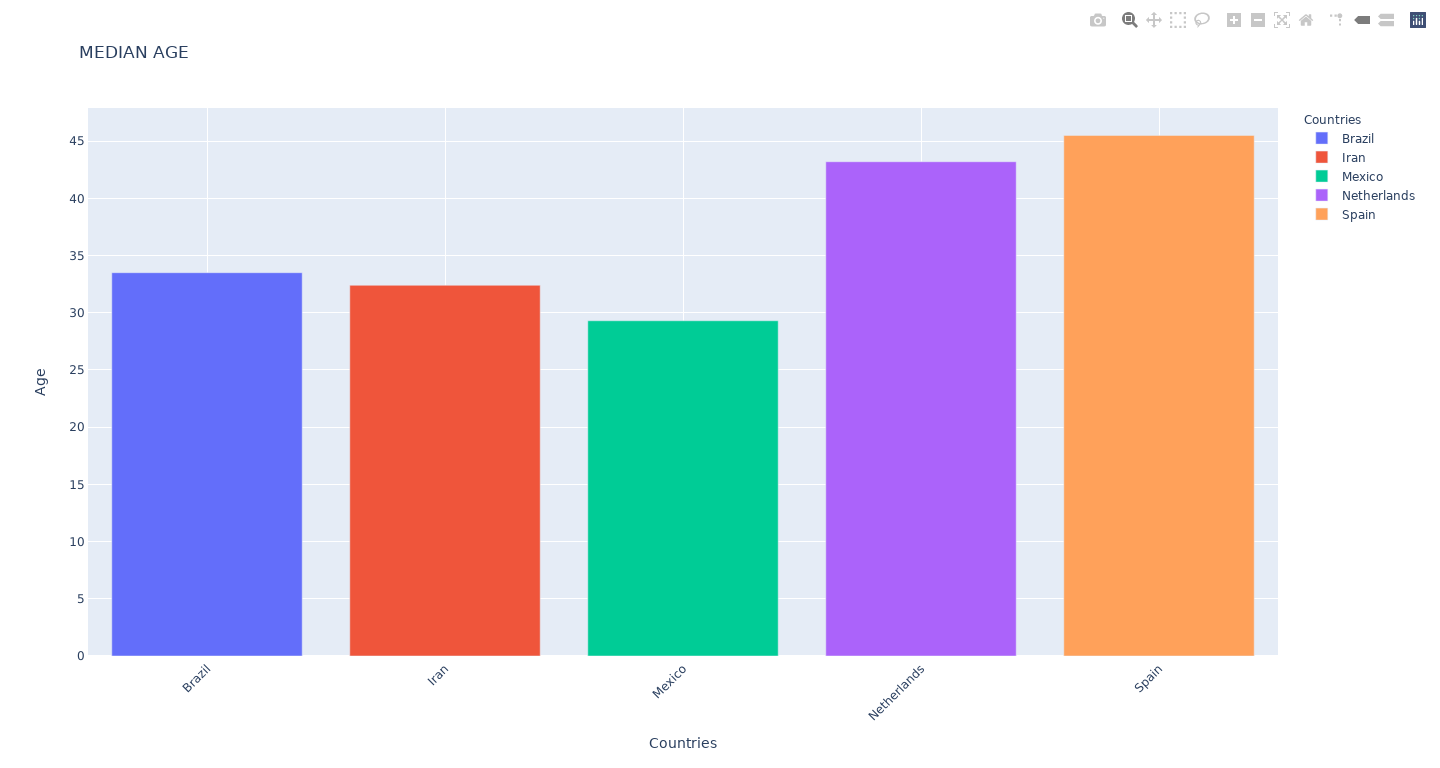 MEDIAN AGE
Countries
Brazil
Iran
Mexico
Netherlands
Spain
45
40
35
30
25
20
15
10
5
0
Age
Brazil
Iran
Mexico
Netherlands
Spain
Countries